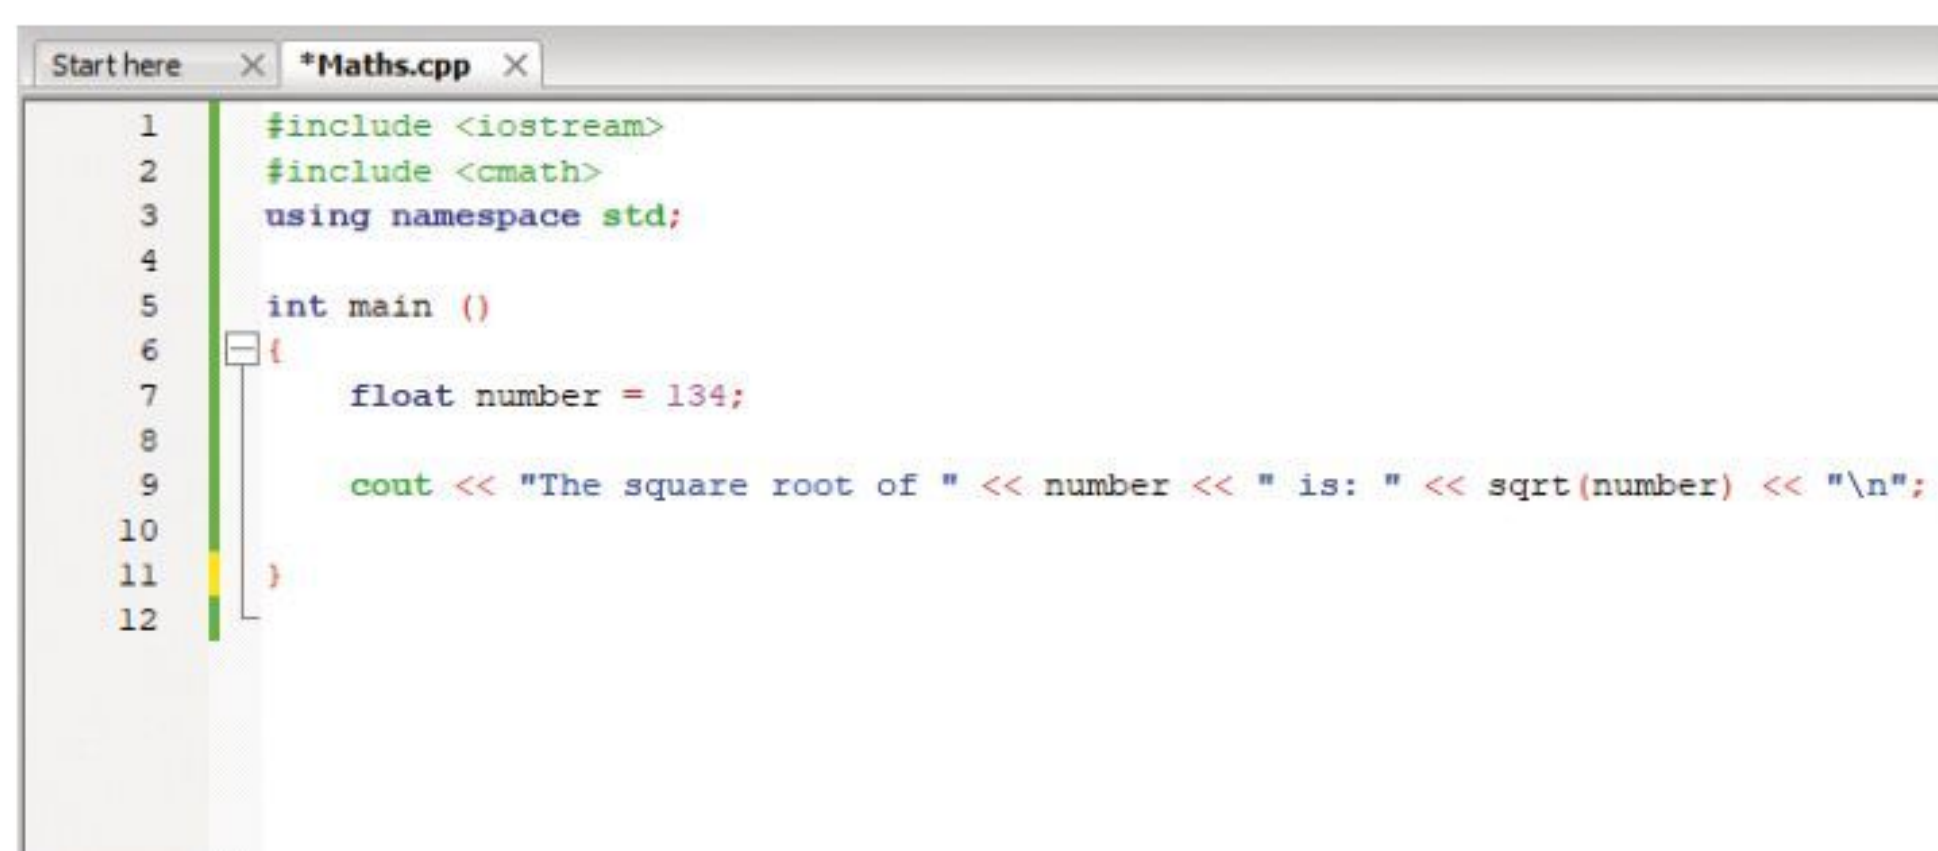 Start here *Maths.cpp
1 #include <iostream>
2 #include <cmath>
3 using namespace std;
4
5 int main ()
6 {
7     float number = 134;
8
9     cout << "The square root of " << number << " is: " << sqrt(number) << "\n";
10
11 }
12